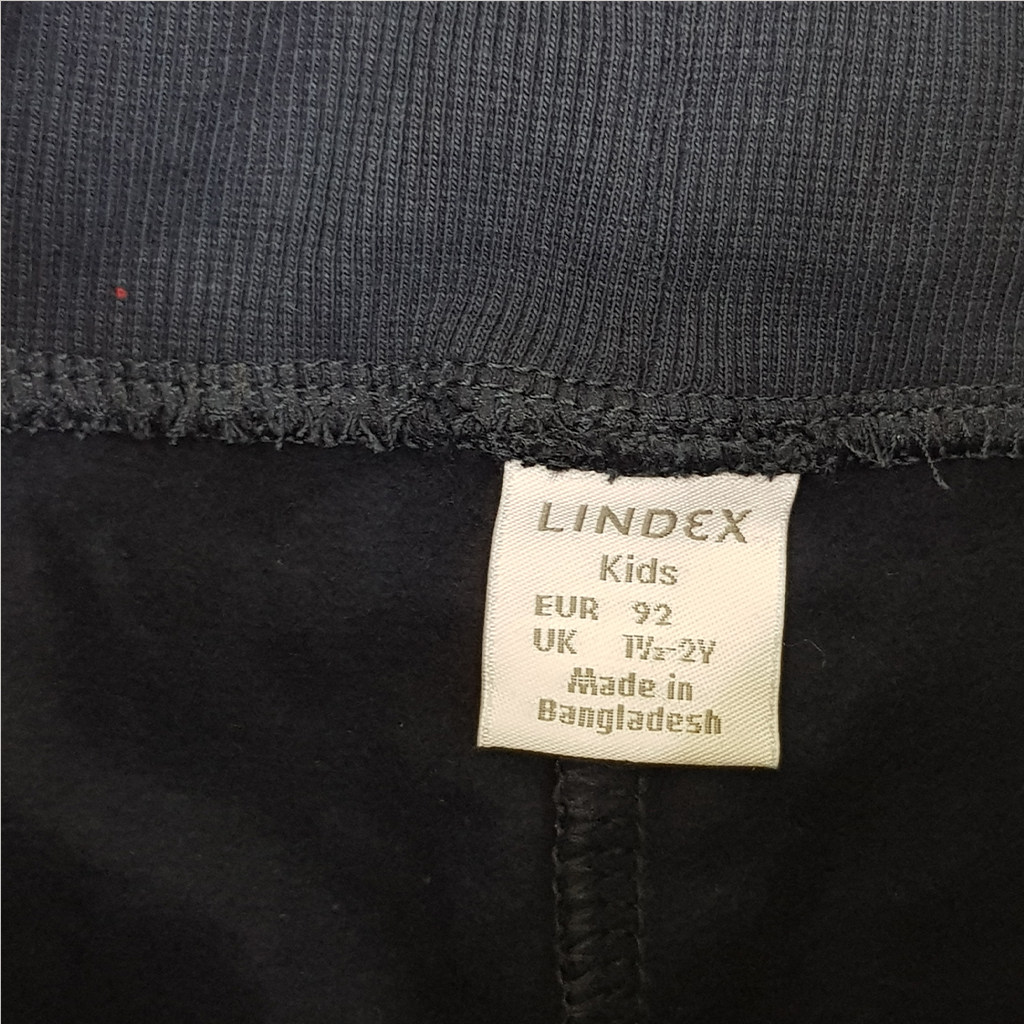 LINDEX
Kids
EUR 92
UK 1½-2Y
Made in
Bangladesh